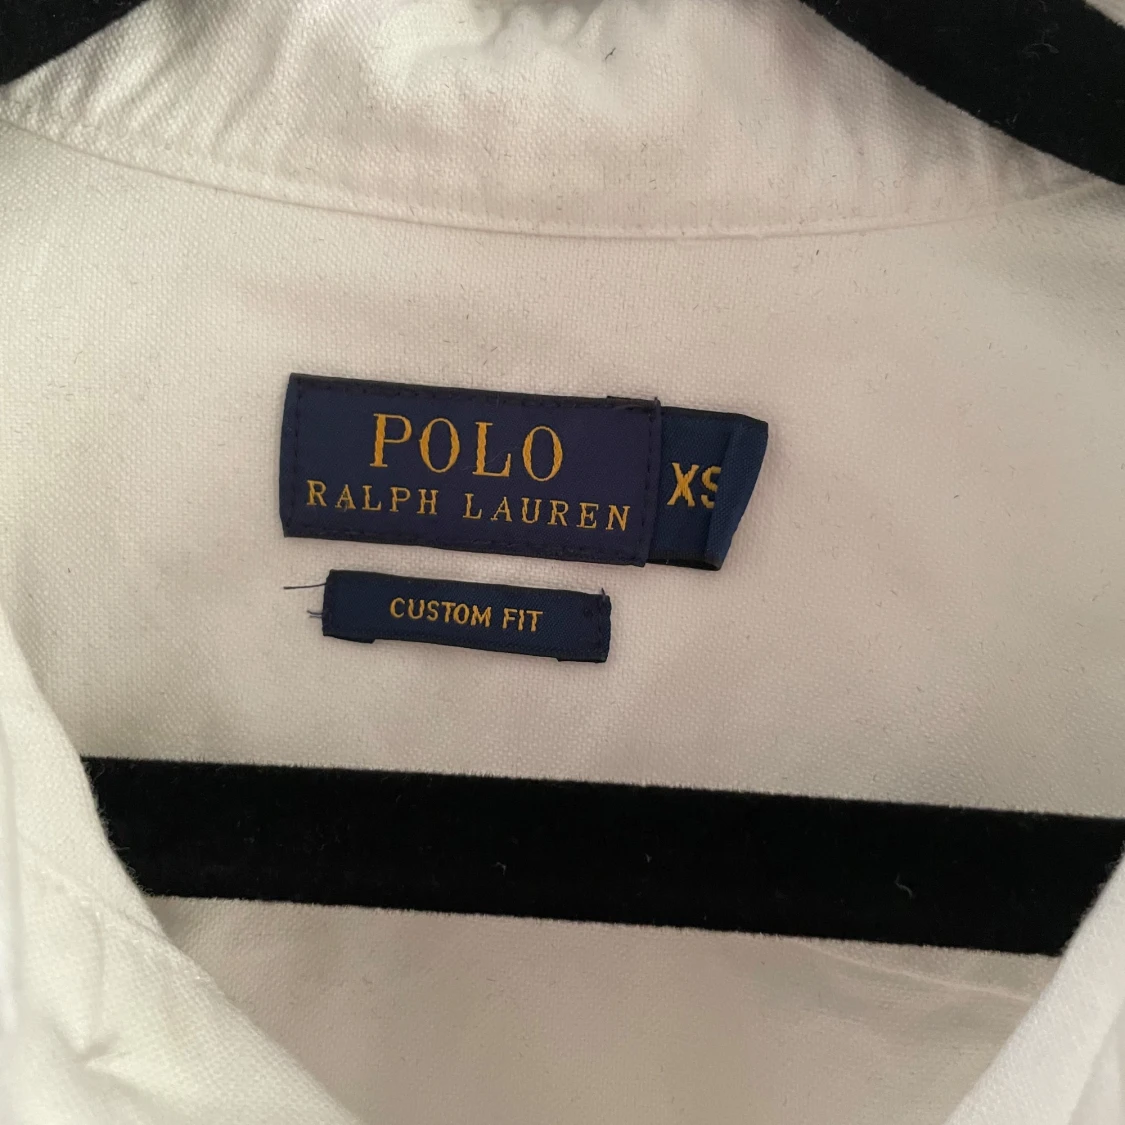 POLO
RALPH LAUREN
XS
CUSTOM FIT